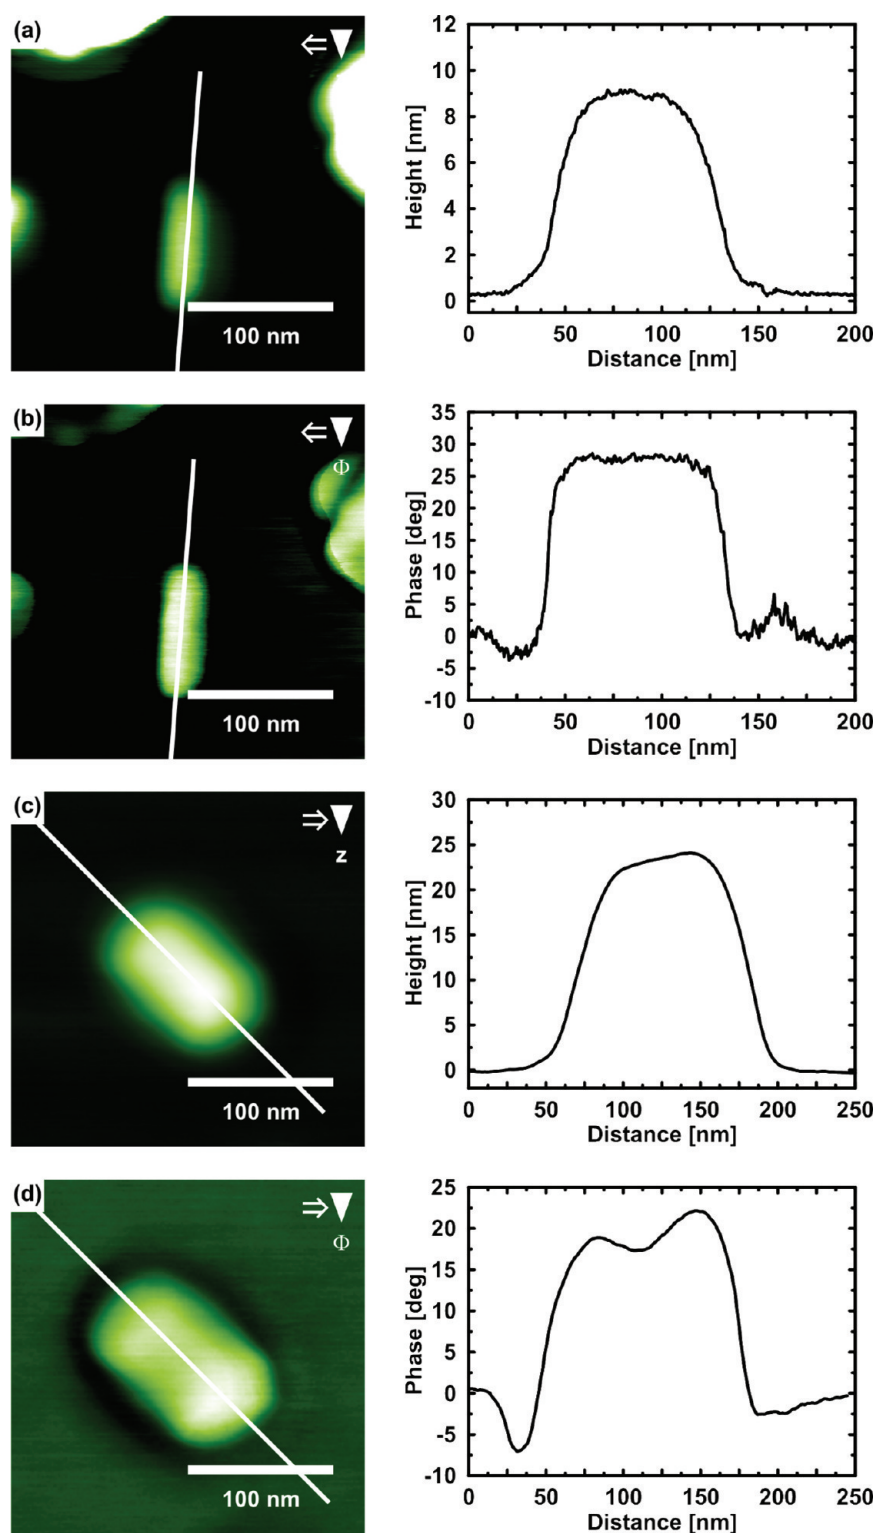 (a)
⇐
100 nm
Height [nm]
12
10
8
6
4
2
0
0 50 100 150 200
Distance [nm]
(b)
⇐
Φ
100 nm
Phase [deg]
35
30
25
20
15
10
5
0
-5
-10
0 50 100 150 200
Distance [nm]
(c)
⇒
z
100 nm
Height [nm]
30
25
20
15
10
5
0
0 50 100 150 200 250
Distance [nm]
(d)
⇒
Φ
100 nm
Phase [deg]
25
20
15
10
5
0
-5
-10
0 50 100 150 200 250
Distance [nm]